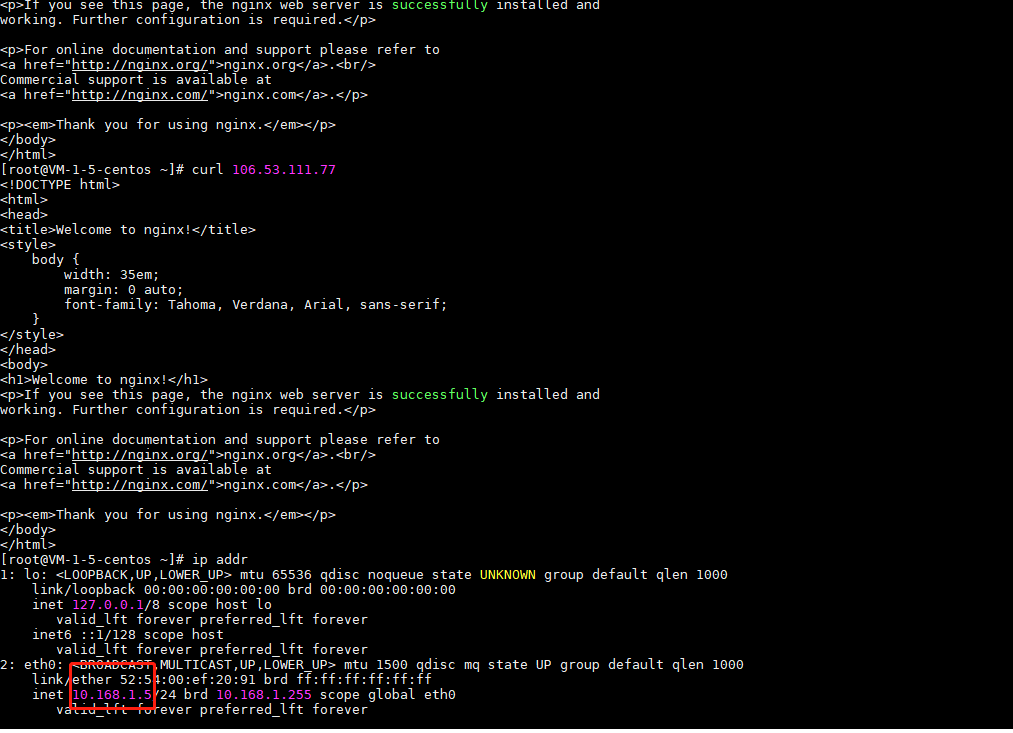 <p>If you see this page, the nginx web server is successfully installed and
working. Further configuration is required.</p>
<p>For online documentation and support please refer to
<a href="http://nginx.org/">nginx.org</a>.<br/>
Commercial support is available at
<a href="http://nginx.com/">nginx.com</a>.</p>
<p><em>Thank you for using nginx.</em></p>
</body>
</html>
[root@VM-1-5-centos ~]# curl 106.53.111.77
<!DOCTYPE html>
<html>
<head>
<title>Welcome to nginx!</title>
<style>
    body {
        width: 35em;
        margin: 0 auto;
        font-family: Tahoma, Verdana, Arial, sans-serif;
    }
</style>
</head>
<body>
<h1>Welcome to nginx!</h1>
<p>If you see this page, the nginx web server is successfully installed and
working. Further configuration is required.</p>
<p>For online documentation and support please refer to
<a href="http://nginx.org/">nginx.org</a>.<br/>
Commercial support is available at
<a href="http://nginx.com/">nginx.com</a>.</p>
<p><em>Thank you for using nginx.</em></p>
</body>
</html>
[root@VM-1-5-centos ~]# ip addr
1: lo: <LOOPBACK,UP,LOWER_UP> mtu 65536 qdisc noqueue state UNKNOWN group default qlen 1000
    link/loopback 00:00:00:00:00:00 brd 00:00:00:00:00:00
    inet 127.0.0.1/8 scope host lo
       valid_lft forever preferred_lft forever
    inet6 ::1/128 scope host
       valid_lft forever preferred_lft forever
2: eth0: <BROADCAST,MULTICAST,UP,LOWER_UP> mtu 1500 qdisc mq state UP group default qlen 1000
    link/ether 52:54:00:ef:20:91 brd ff:ff:ff:ff:ff:ff
    inet 10.168.1.5/24 brd 10.168.1.255 scope global eth0
       valid_lft forever preferred_lft forever